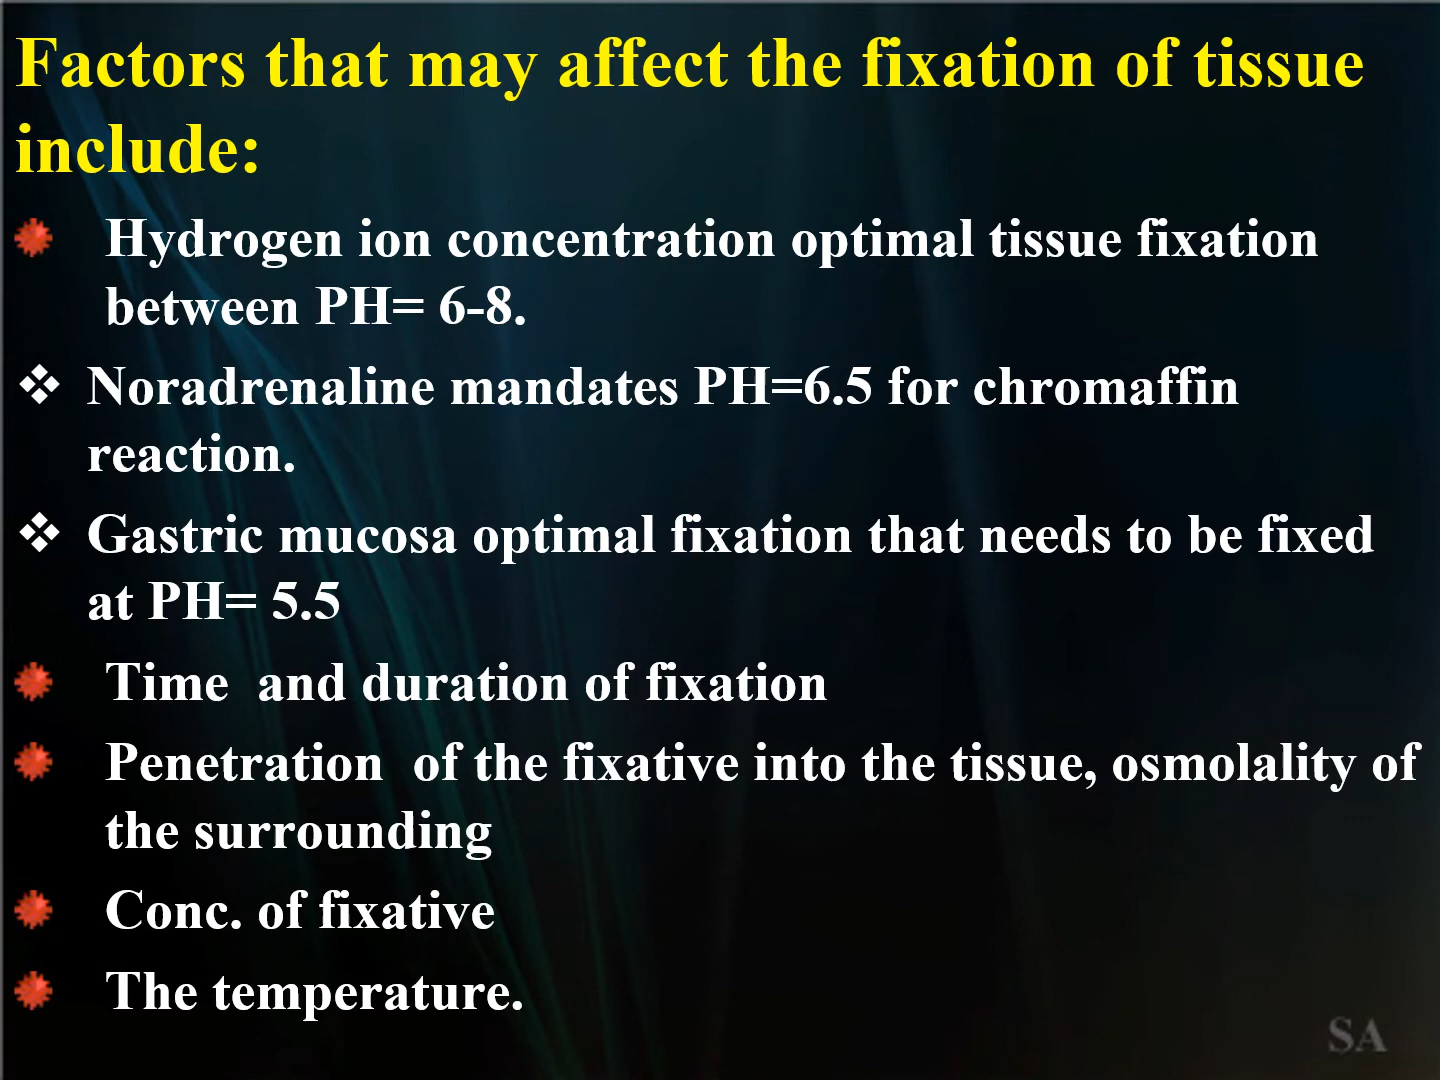 Factors that may affect the fixation of tissue
include:
Hydrogen ion concentration optimal tissue fixation
between PH= 6-8.
❖ Noradrenaline mandates PH=6.5 for chromaffin
reaction.
❖ Gastric mucosa optimal fixation that needs to be fixed
at PH= 5.5
Time and duration of fixation
Penetration of the fixative into the tissue, osmolality of
the surrounding
Conc. of fixative
The temperature.
SA